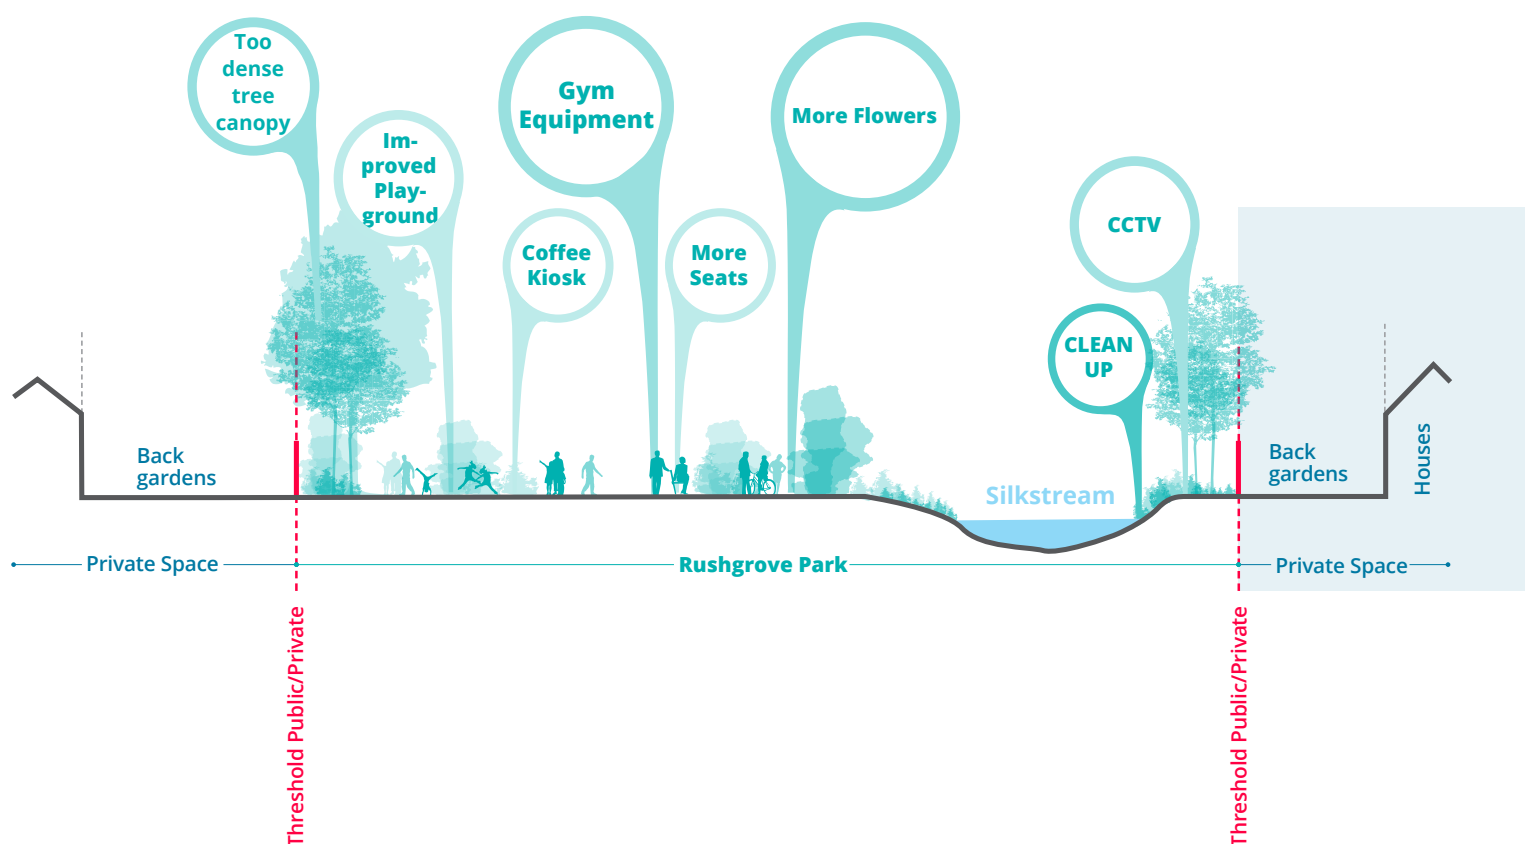 Too
dense
tree
canopy
Im-
proved
Play-
ground
Gym
Equipment
More Flowers
Coffee
Kiosk
More
Seats
CCTV
CLEAN
UP
Back
gardens
Silkstream
Back
gardens
Houses
Private Space
Rushgrove Park
Private Space
Threshold Public/Private
Threshold Public/Private